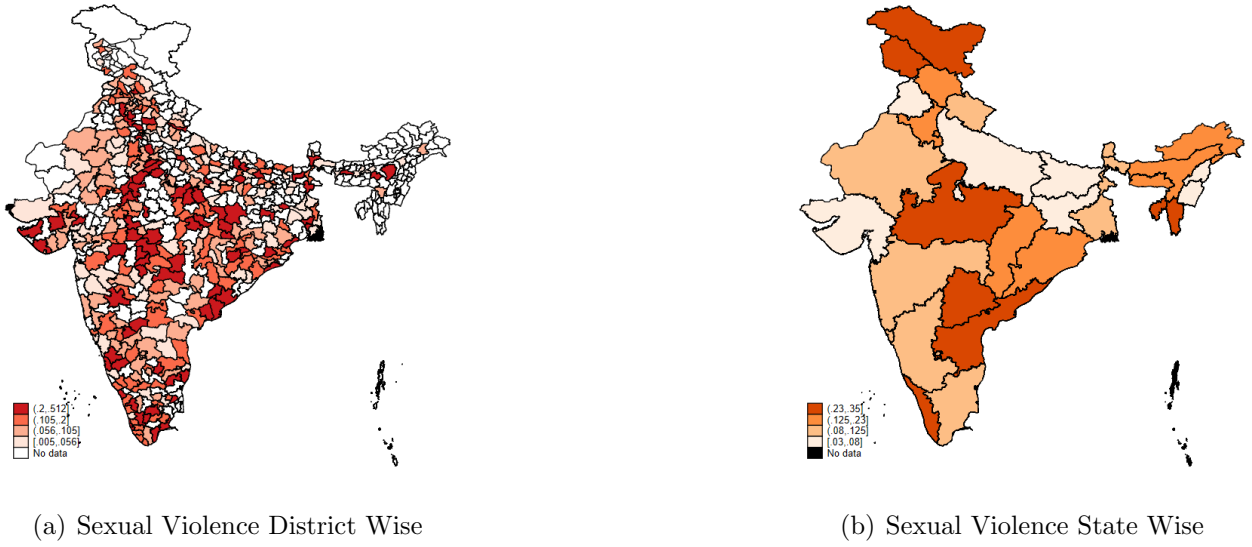 (.2,.512]
(.105,.2]
(.056,.105]
[.005,.056]
No data
(.23,.35]
(.125,.23]
(.08,.125]
[.03,.08]
No data
(a) Sexual Violence District Wise
(b) Sexual Violence State Wise